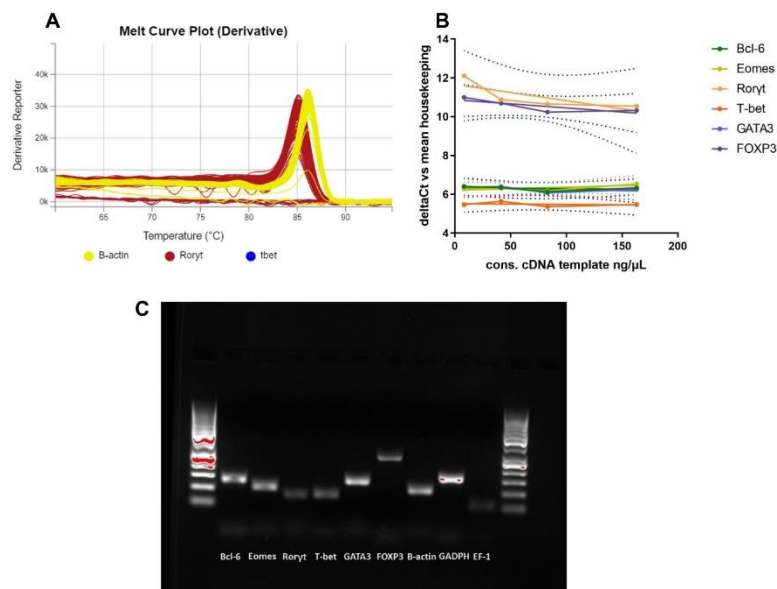 A
Melt Curve Plot (Derivative)
Derivative Reporter
40k
30k
20k
10k
0k
65 70 75 80 85 90
Temperature (°C)
B-actin Roryt tbet
B
deltaCt vs mean housekeeping
14
12
10
8
6
4
0 50 100 150 200
cons. cDNA template ng/μL
Bcl-6
Eomes
Rorγt
T-bet
GATA3
FOXP3
C
Bcl-6 Eomes Rorγt T-bet GATA3 FOXP3 B-actin GADPH EF-1